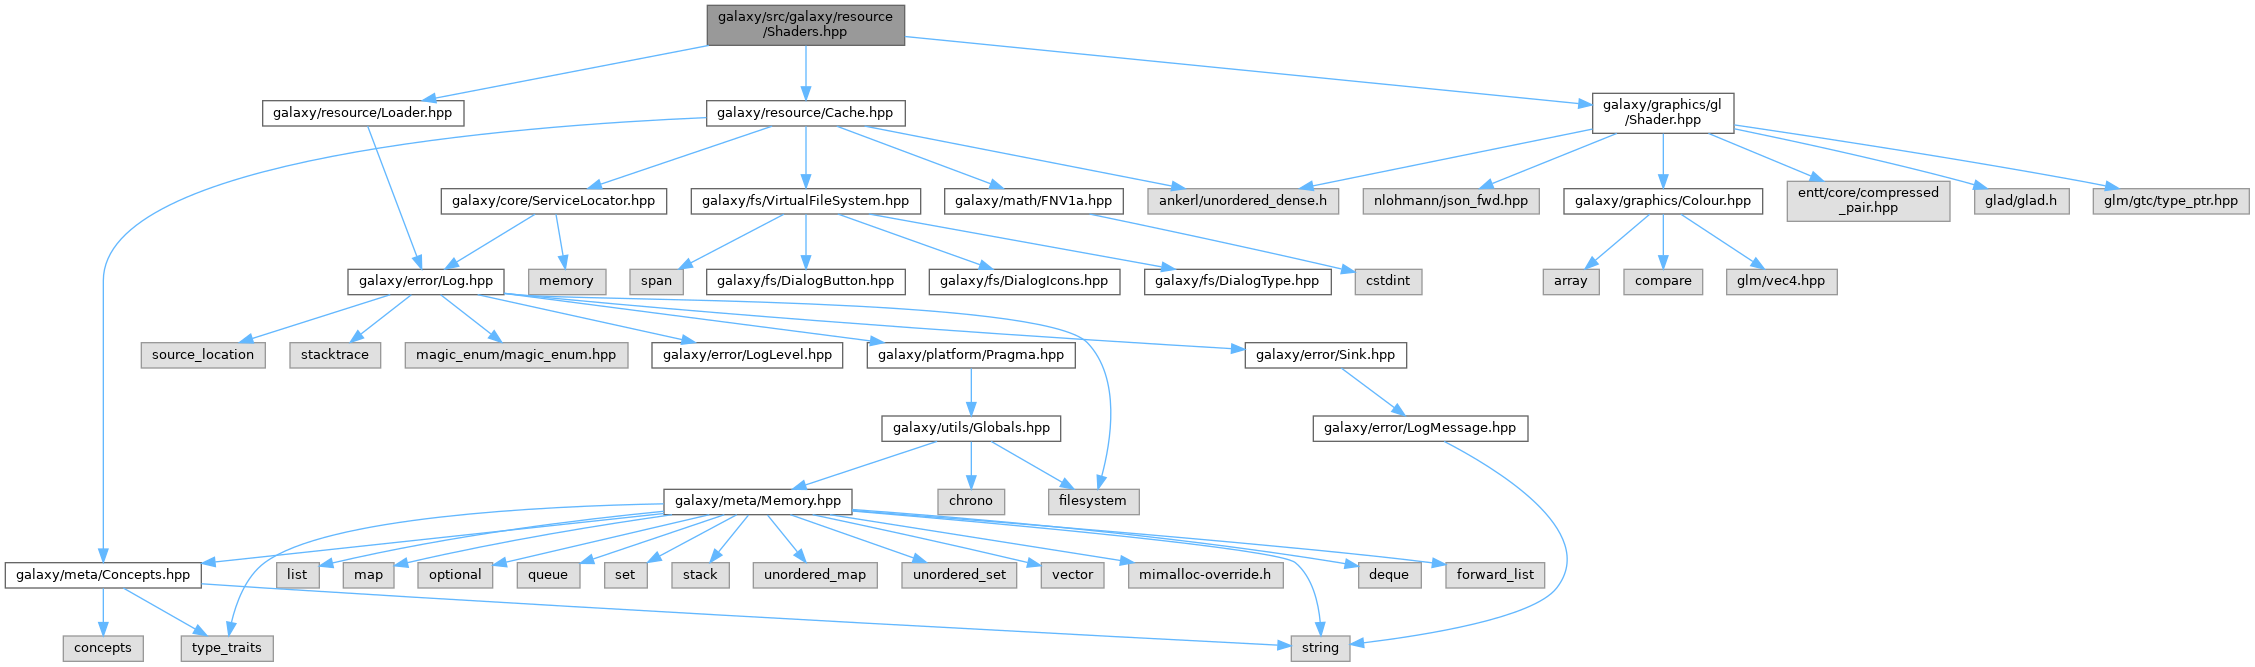 galaxy/src/galaxy/resource
/Shaders.hpp
galaxy/resource/Loader.hpp
galaxy/resource/Cache.hpp
galaxy/graphics/gl
/Shader.hpp
galaxy/core/ServiceLocator.hpp
galaxy/fs/VirtualFileSystem.hpp
galaxy/math/FNV1a.hpp
ankerl/unordered_dense.h
nlohmann/json_fwd.hpp
galaxy/graphics/Colour.hpp
entt/core/compressed
_pair.hpp
glad/glad.h
glm/gtc/type_ptr.hpp
galaxy/error/Log.hpp
memory
span
galaxy/fs/DialogButton.hpp
galaxy/fs/DialogIcons.hpp
galaxy/fs/DialogType.hpp
cstdint
array
compare
glm/vec4.hpp
source_location
stacktrace
magic_enum/magic_enum.hpp
galaxy/error/LogLevel.hpp
galaxy/platform/Pragma.hpp
galaxy/error/Sink.hpp
galaxy/utils/Globals.hpp
galaxy/error/LogMessage.hpp
galaxy/meta/Memory.hpp
chrono
filesystem
galaxy/meta/Concepts.hpp
list
map
optional
queue
set
stack
unordered_map
unordered_set
vector
mimalloc-override.h
deque
forward_list
concepts
type_traits
string